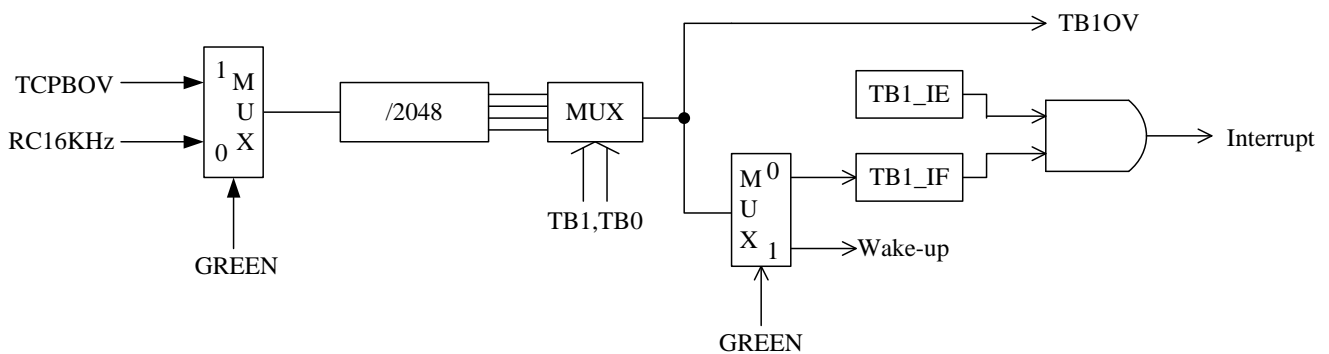 TB1OV
TCPBOV
1
M
U
X
0
RC16KHz
GREEN
/2048
MUX
TB1,TB0
TB1_IE
TB1_IF
Interrupt
M
U
X
0
1
Wake-up
GREEN